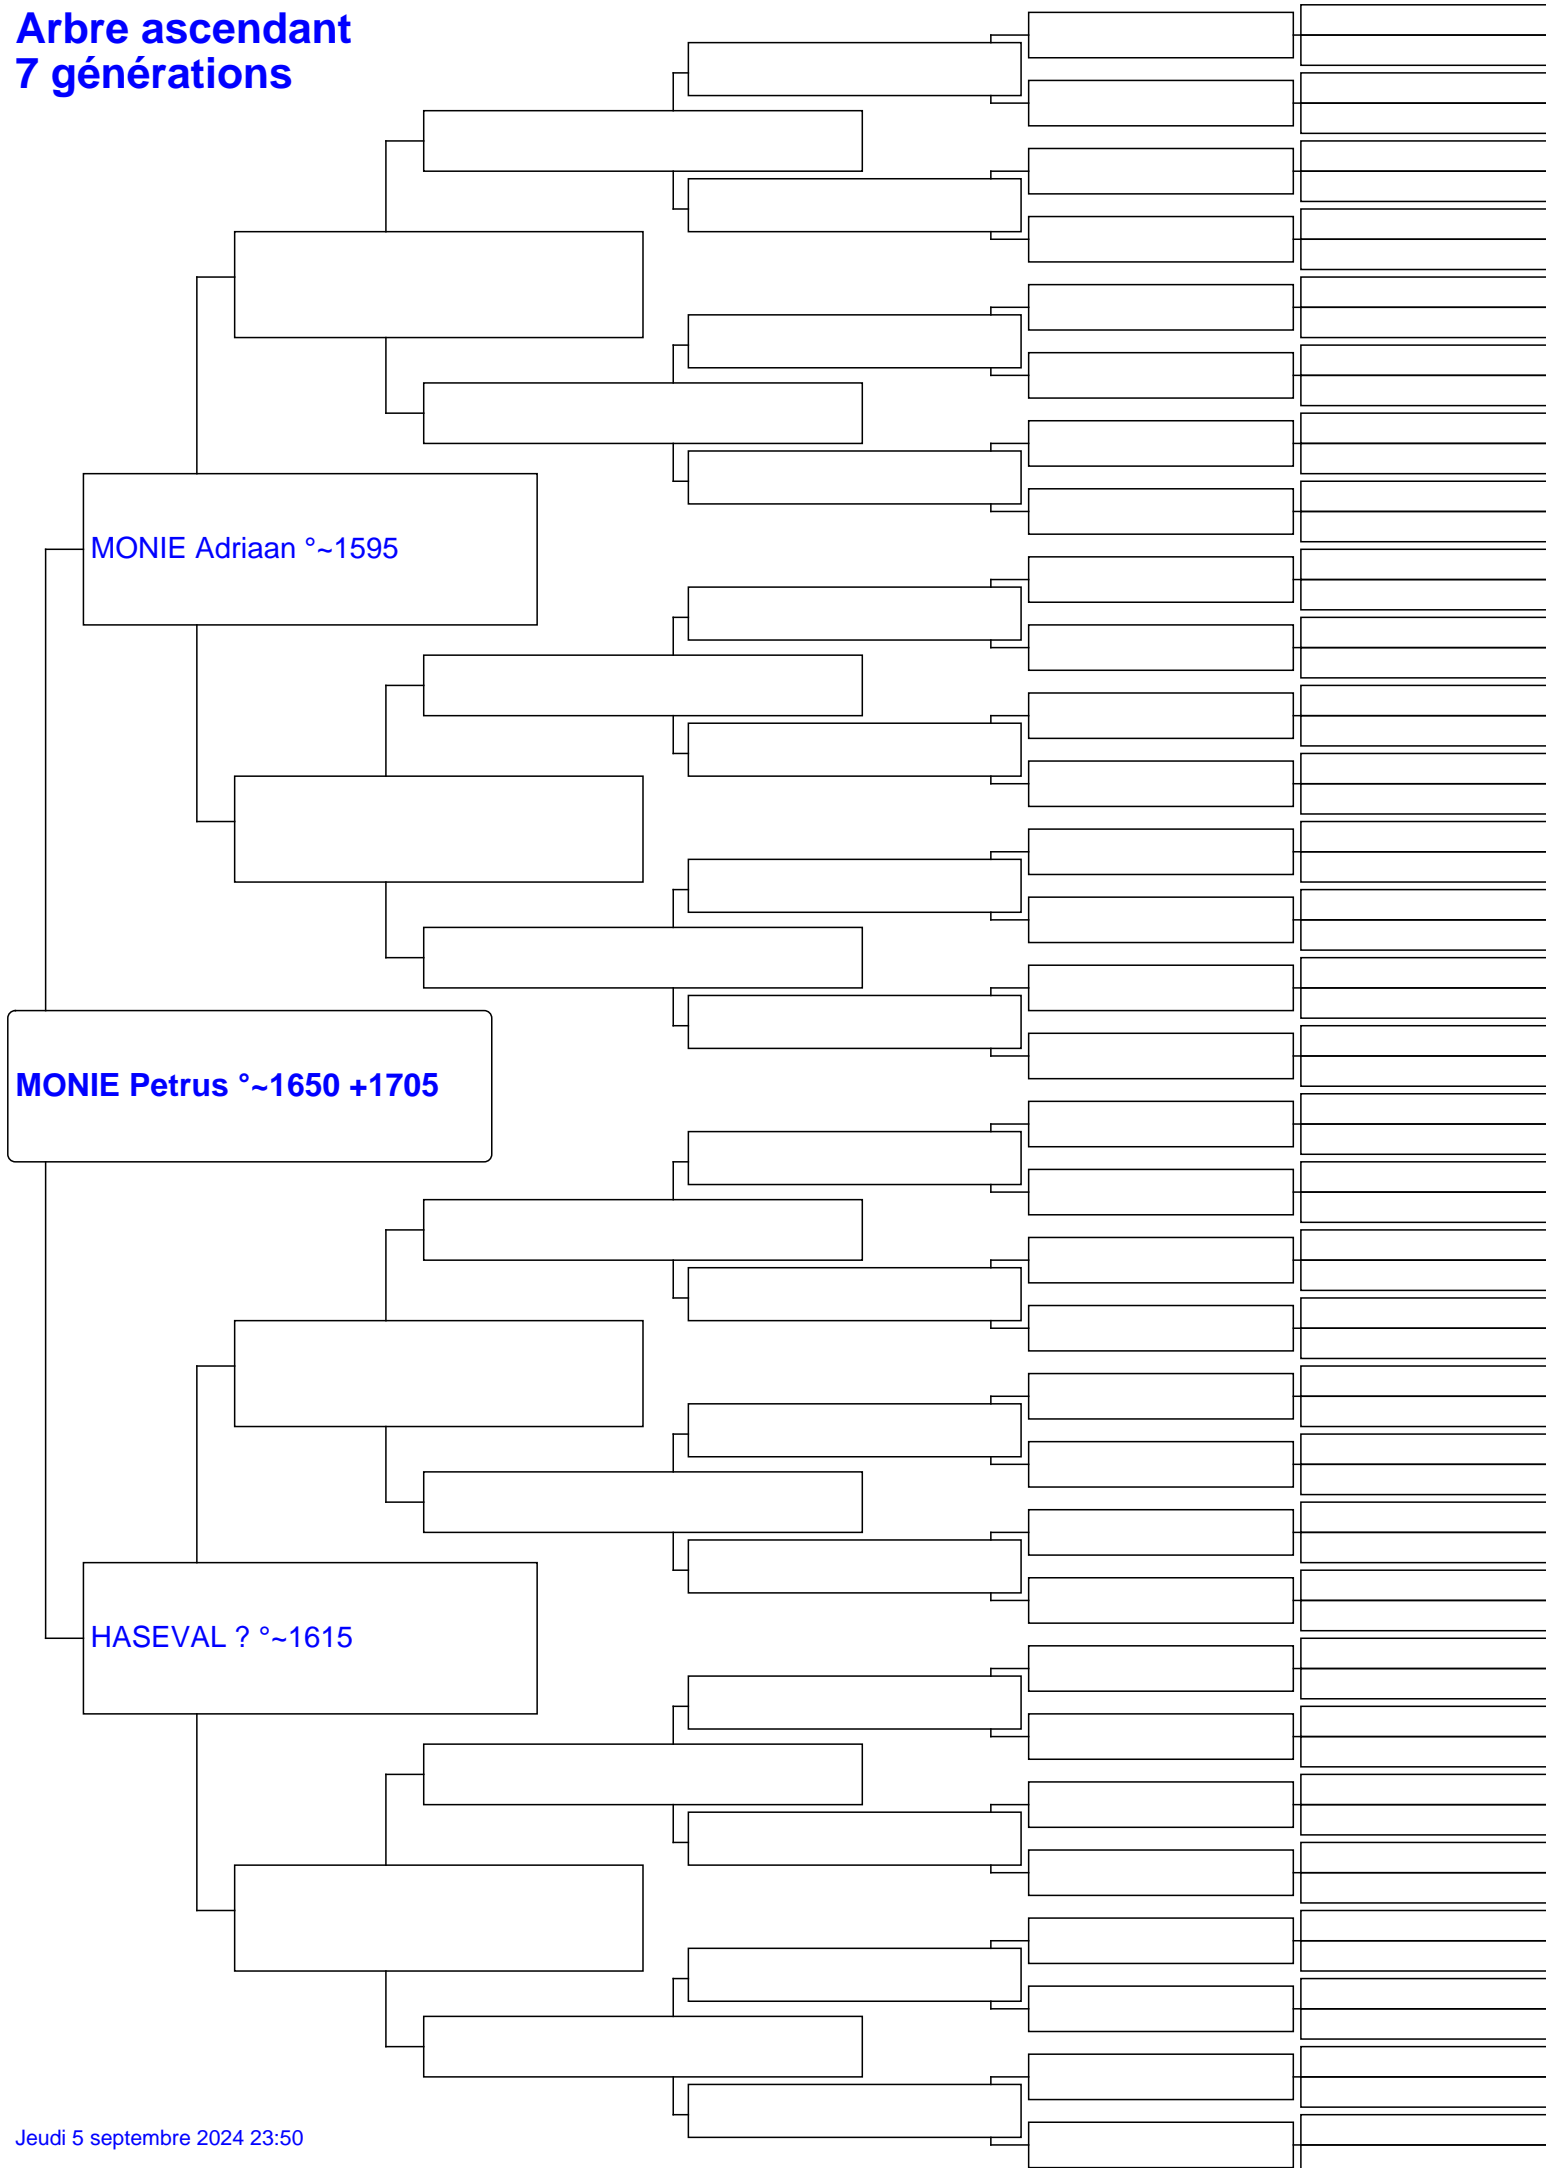 Arbre ascendant
7 générations
MONIE Adriaan °~1595
MONIE Petrus °~1650 +1705
HASEVAL ? °~1615
Jeudi 5 septembre 2024 23:50